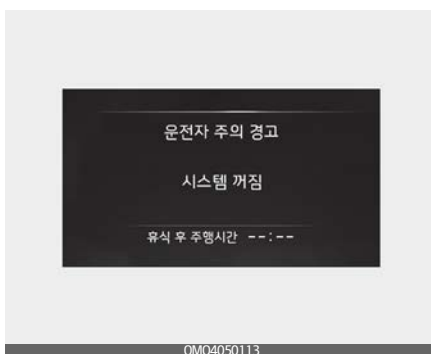 운전자 주의 경고
시스템 꺼짐
휴식 후 주행시간 --:--
OMO4050113